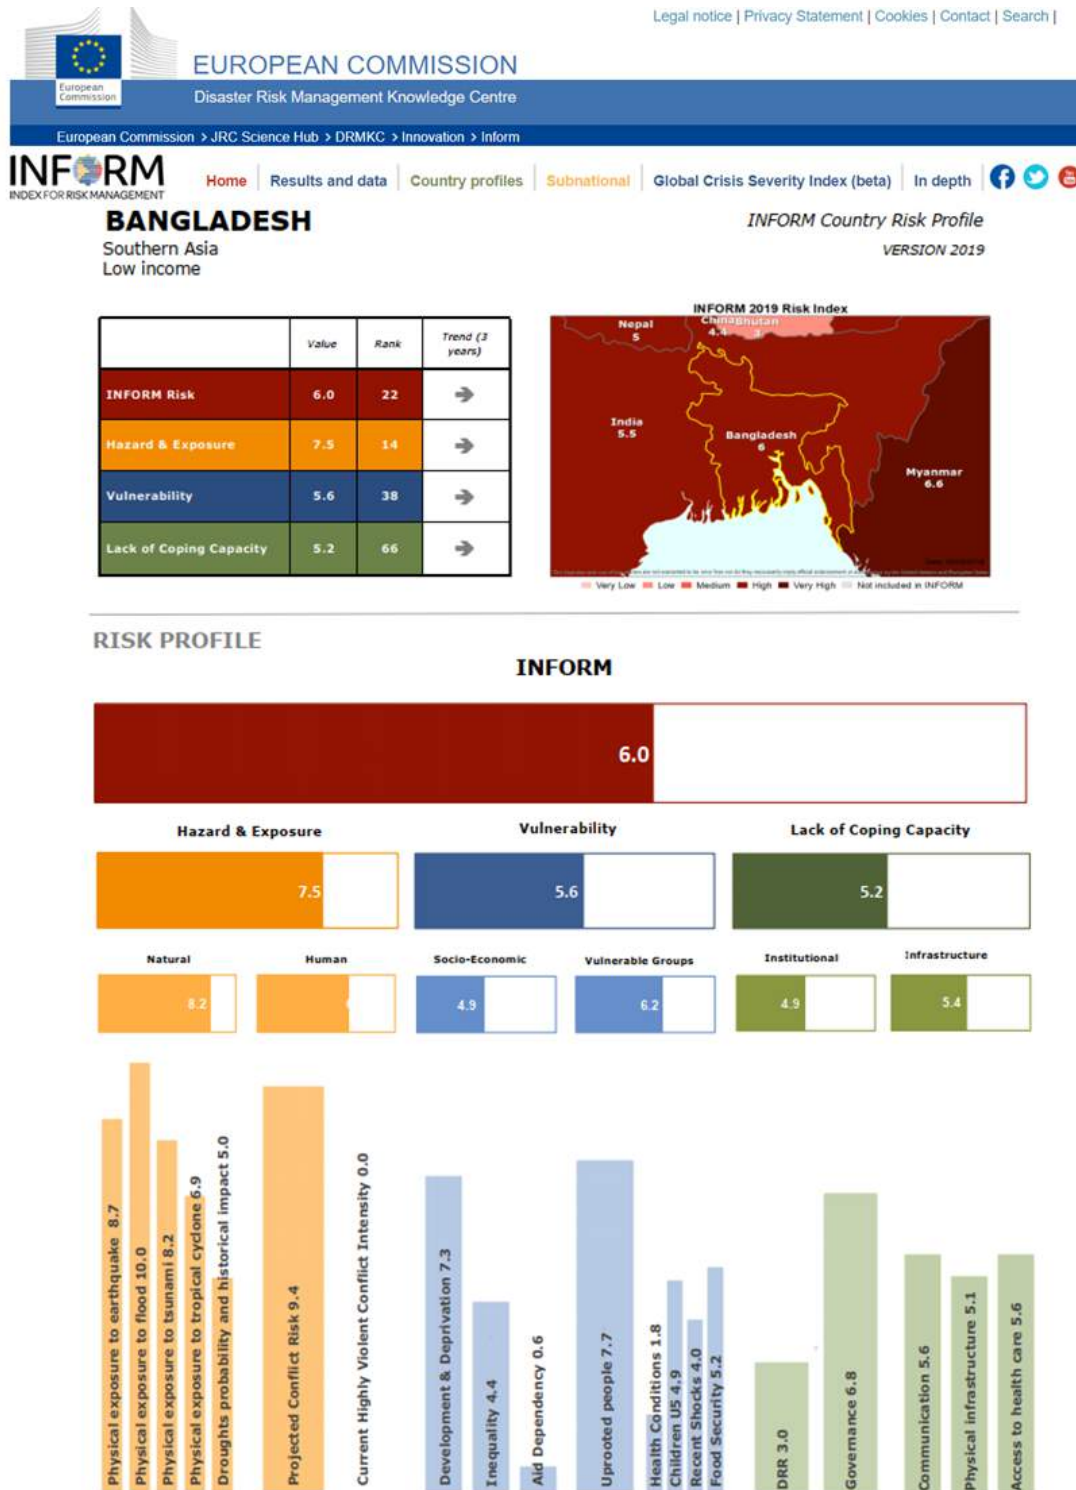 Legal notice | Privacy Statement | Cookies | Contact | Search |
European
Commission
EUROPEAN COMMISSION
Disaster Risk Management Knowledge Centre
European Commission > JRC Science Hub > DRMKC > Innovation > Inform
INFORM
INDEX FOR RISK MANAGEMENT
Home
Results and data
Country profiles
Subnational
Global Crisis Severity Index (beta)
In depth
BANGLADESH
Southern Asia
Low income
INFORM Country Risk Profile
VERSION 2019
Value Rank Trend (3 years)
INFORM Risk 6.0 22
Hazard & Exposure 7.5 14
Vulnerability 5.6 38
Lack of Coping Capacity 5.2 66
INFORM 2019 Risk Index
Nepal
5
China
4.4
Bhutan
3
India
5.5
Bangladesh
6
Myanmar
6.6
Very Low Low Medium High Very High Not included in INFORM
RISK PROFILE
INFORM
6.0
Hazard & Exposure Vulnerability Lack of Coping Capacity
7.5 5.6 5.2
Natural Human Socio-Economic Vulnerable Groups Institutional Infrastructure
8.2 4.9 6.2 4.9 5.4
Physical exposure to earthquake 8.7
Physical exposure to flood 10.0
Physical exposure to tsunami 8.2
Physical exposure to tropical cyclone 6.9
Droughts probability and historical impact 5.0
Projected Conflict Risk 9.4
Current Highly Violent Conflict Intensity 0.0
Development & Deprivation 7.3
Inequality 4.4
Aid Dependency 0.6
Uprooted people 7.7
Health Conditions 1.8
Children U5 4.9
Recent Shocks 4.0
Food Security 5.2
DRR 3.0
Governance 6.8
Communication 5.6
Physical infrastructure 5.1
Access to health care 5.6